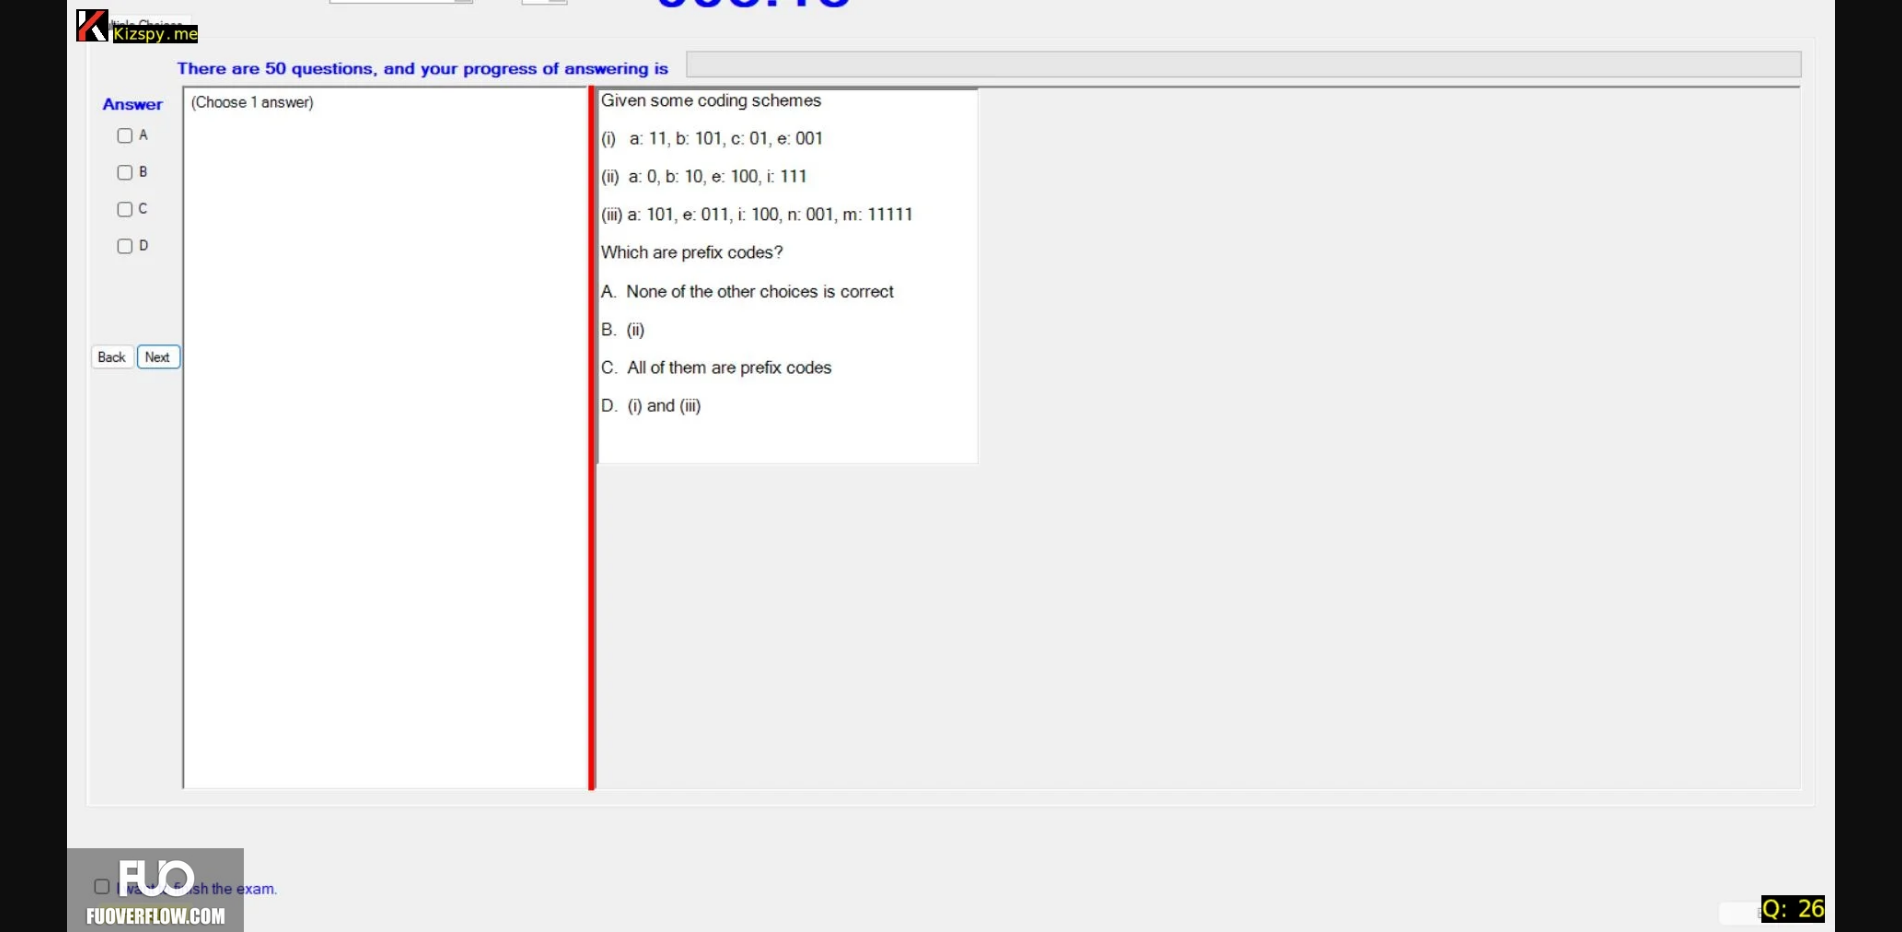 Kizspy.me
There are 50 questions, and your progress of answering is
Answer
(Choose 1 answer)
A
B
C
D
Back
Next
Given some coding schemes
(i) a: 11, b: 101, c: 01, e: 001
(ii) a: 0, b: 10, e: 100, i: 111
(iii) a: 101, e: 011, i: 100, n: 001, m: 11111
Which are prefix codes?
A. None of the other choices is correct
B. (ii)
C. All of them are prefix codes
D. (i) and (iii)
FUO
the exam.
FUOVERFLOW.COM
Q: 26